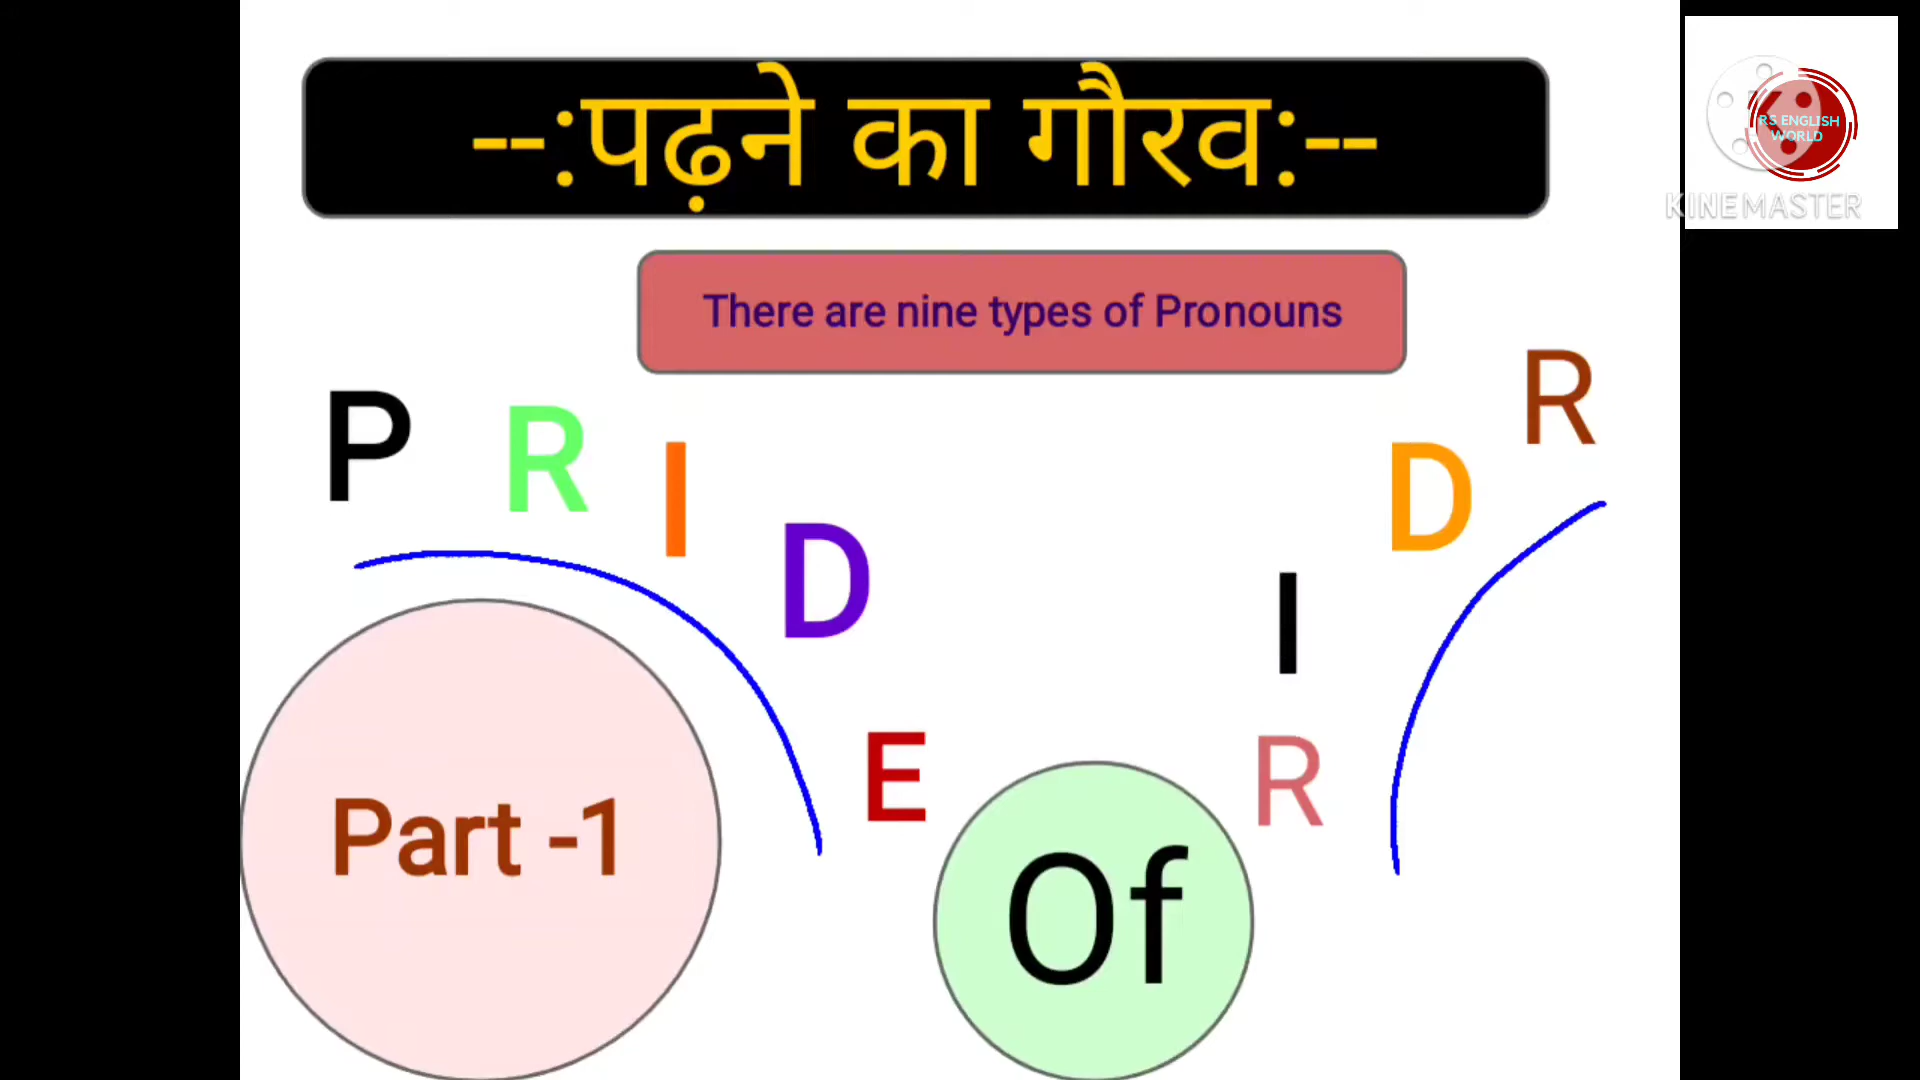 --:पढ़ने का गौरव:--
RS ENGLISH
WORLD
KINEMASTER
There are nine types of Pronouns
P R I D E
Of
R I D R
Part -1